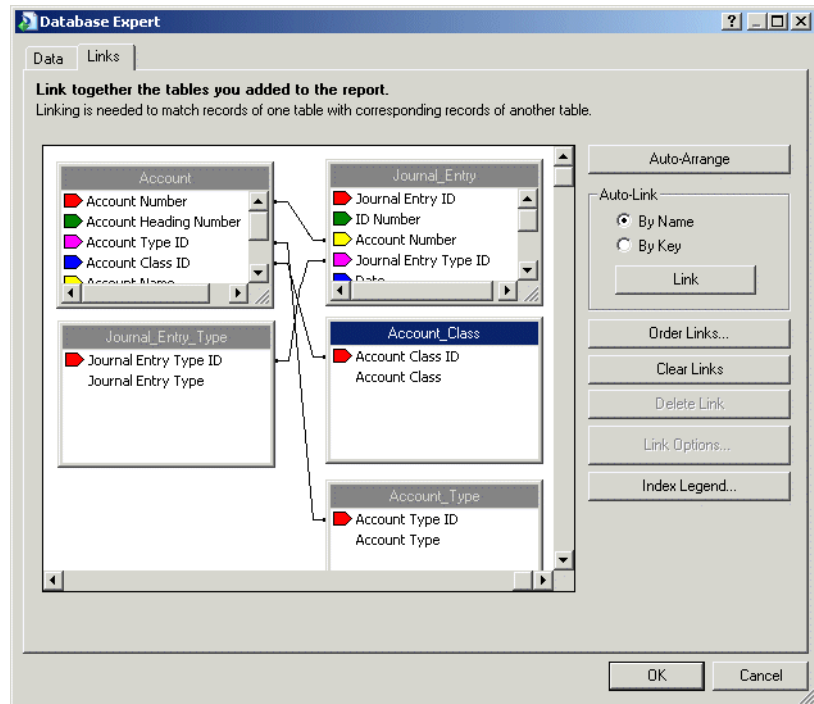 Database Expert
Data
Links
Link together the tables you added to the report.
Linking is needed to match records of one table with corresponding records of another table.
Account
Account Number
Account Heading Number
Account Type ID
Account Class ID
Account Name
Journal_Entry
Journal Entry ID
ID Number
Account Number
Journal Entry Type ID
Date
Journal_Entry_Type
Journal Entry Type ID
Journal Entry Type
Account_Class
Account Class ID
Account Class
Account_Type
Account Type ID
Account Type
Auto-Arrange
Auto-Link
By Name
By Key
Link
Order Links...
Clear Links
Delete Link
Link Options...
Index Legend...
OK
Cancel